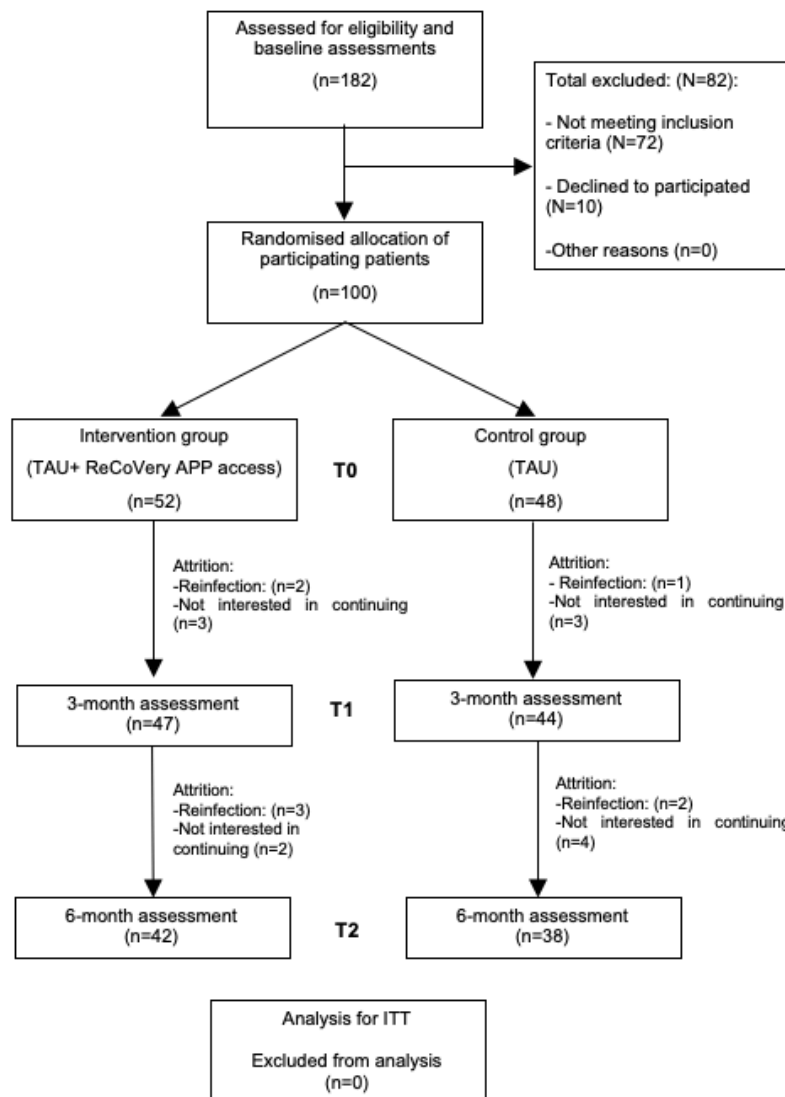 Assessed for eligibility and
baseline assessments
(n=182)
Total excluded: (N=82):
- Not meeting inclusion
criteria (N=72)
- Declined to participated
(N=10)
-Other reasons (n=0)
Randomised allocation of
participating patients
(n=100)
Intervention group
(TAU+ ReCoVery APP access)
(n=52)
T0
Control group
(TAU)
(n=48)
Attrition:
-Reinfection: (n=2)
-Not interested in continuing
(n=3)
Attrition:
- Reinfection: (n=1)
-Not interested in continuing
(n=3)
3-month assessment
(n=47)
T1
3-month assessment
(n=44)
Attrition:
-Reinfection: (n=3)
-Not interested in
continuing (n=2)
Attrition:
-Reinfection: (n=2)
-Not interested in continuing
(n=4)
6-month assessment
(n=42)
T2
6-month assessment
(n=38)
Analysis for ITT
Excluded from analysis
(n=0)